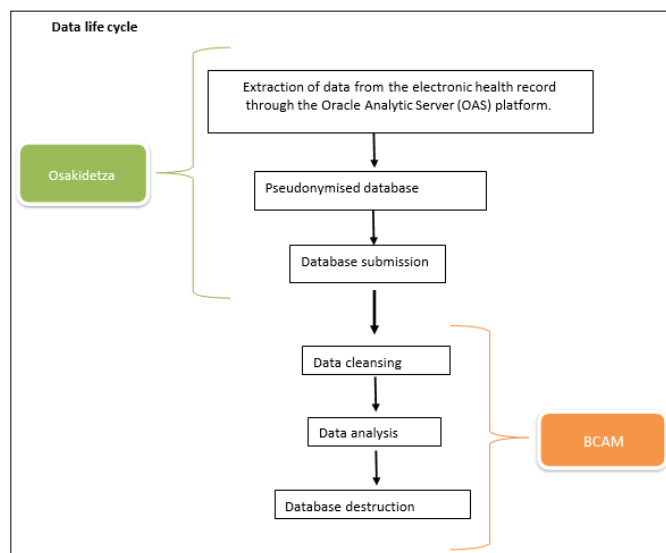 Data life cycle
Extraction of data from the electronic health record
through the Oracle Analytic Server (OAS) platform.
Osakidetza
Pseudonymised database
Database submission
Data cleansing
Data analysis
BCAM
Database destruction